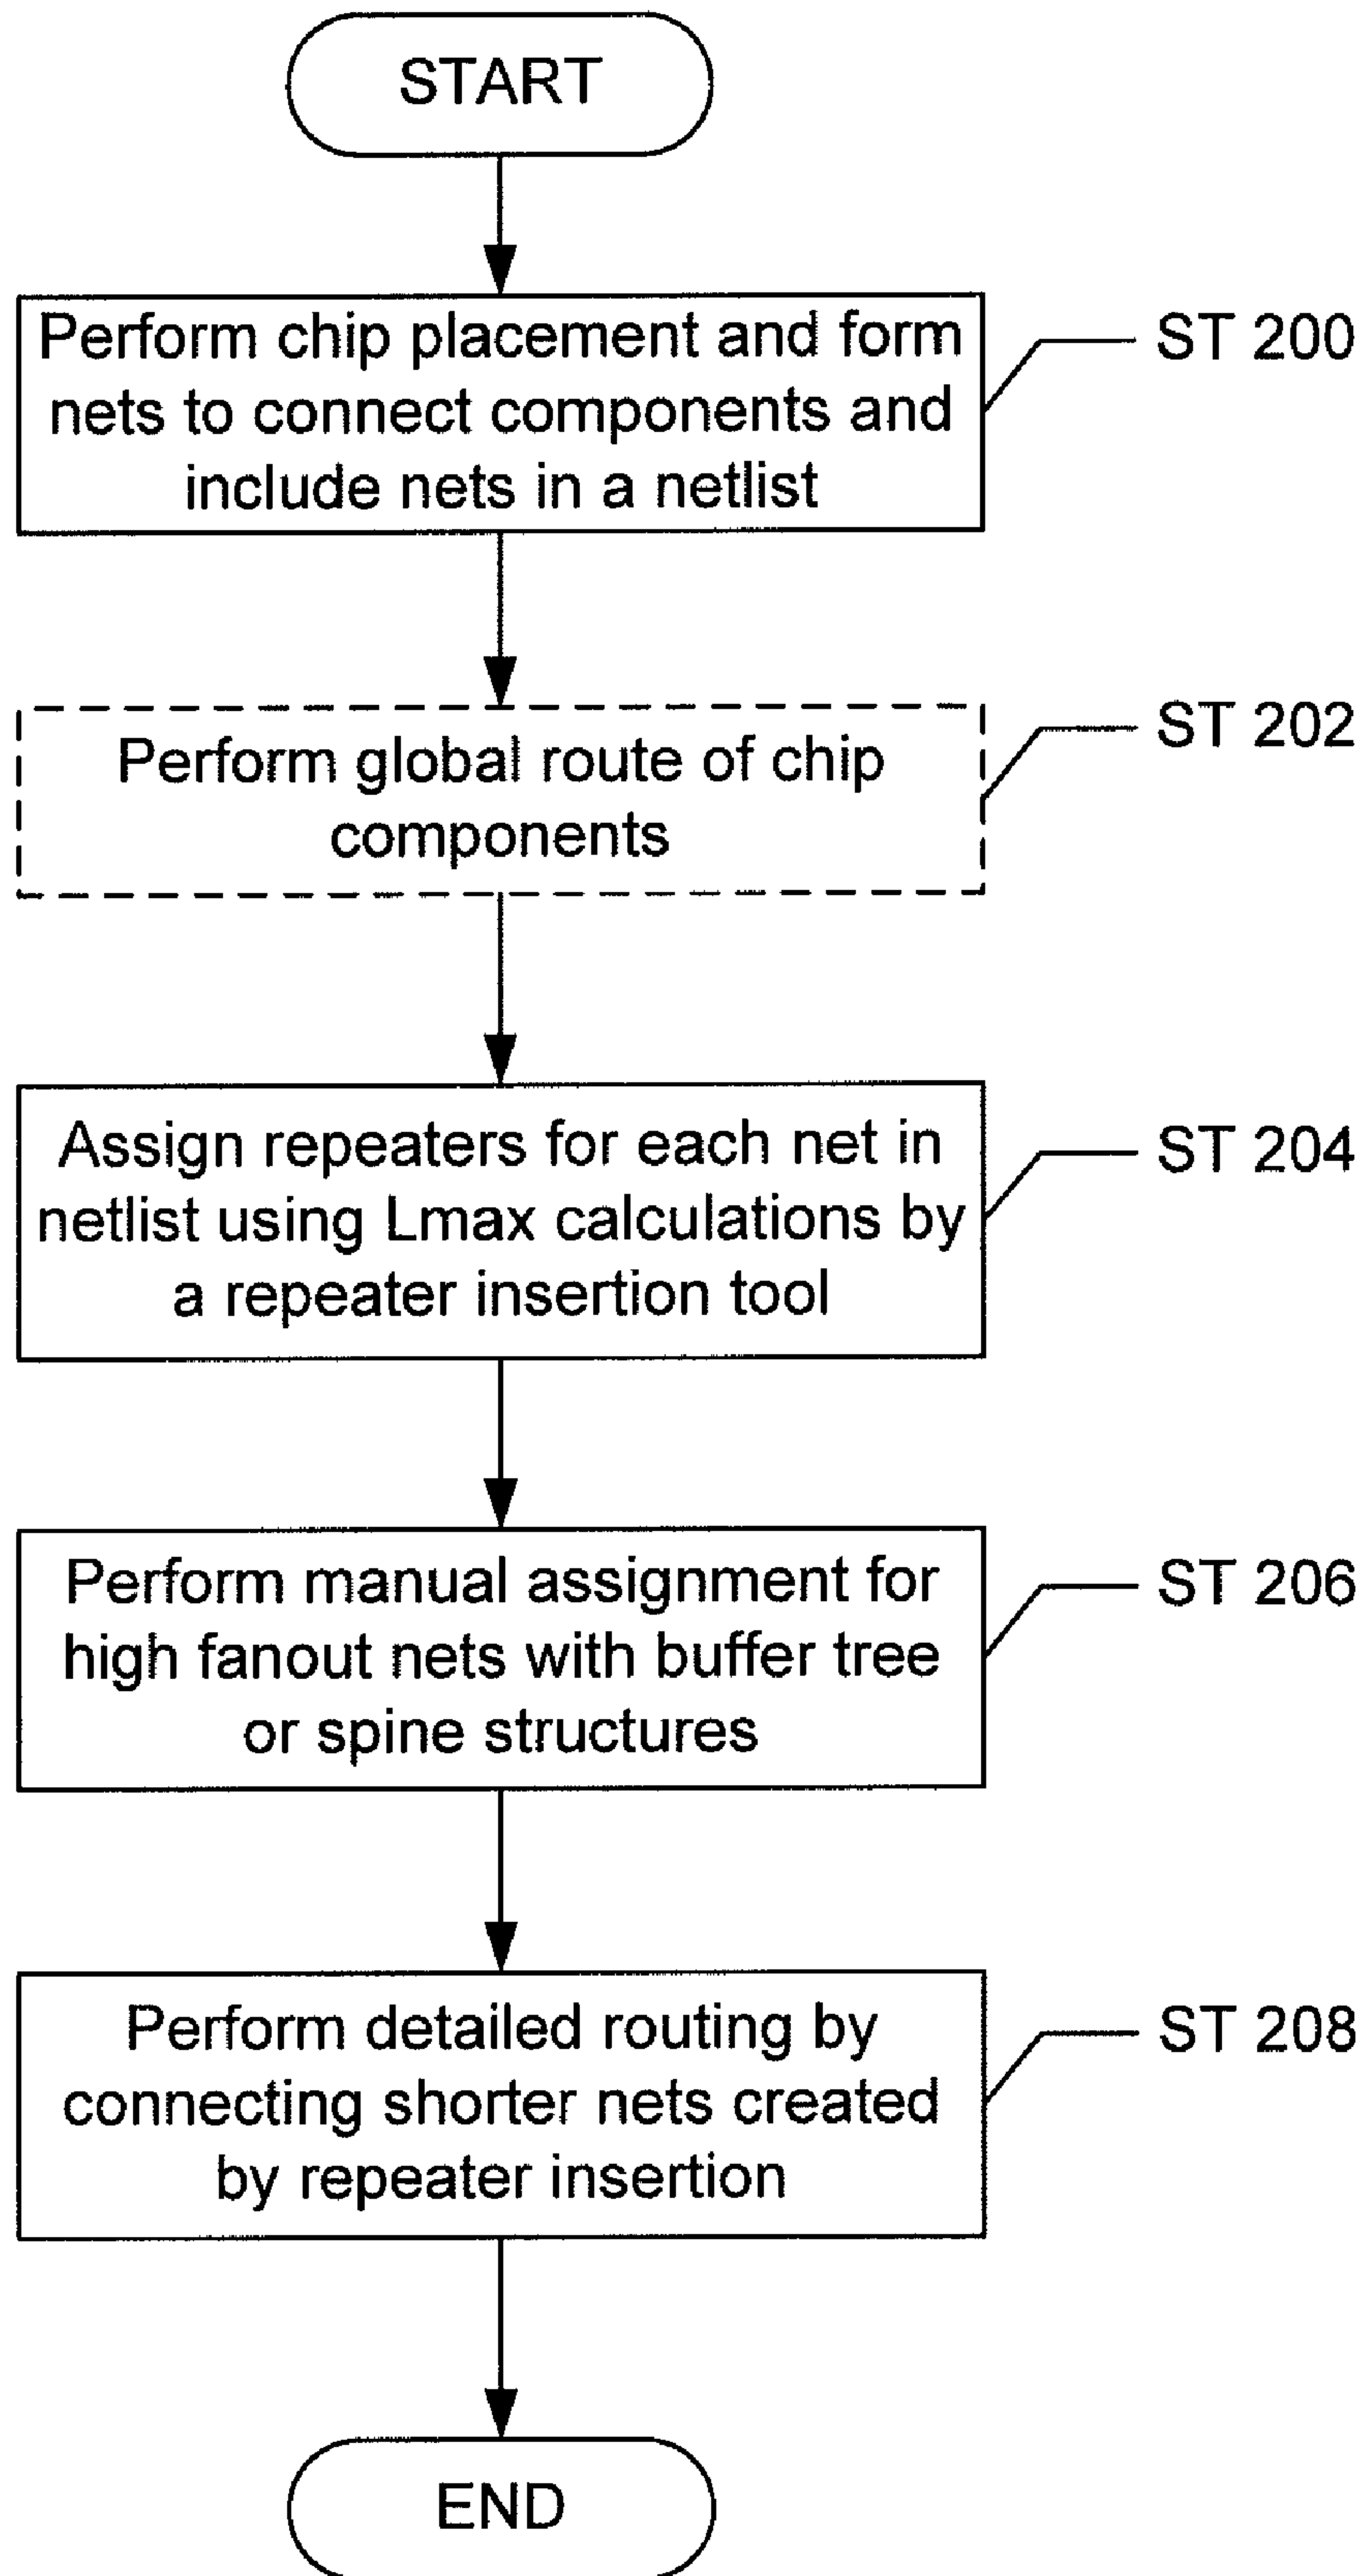 START
Perform chip placement and form
nets to connect components and
include nets in a netlist
ST 200
Perform global route of chip
components
ST 202
Assign repeaters for each net in
netlist using Lmax calculations by
a repeater insertion tool
ST 204
Perform manual assignment for
high fanout nets with buffer tree
or spine structures
ST 206
Perform detailed routing by
connecting shorter nets created
by repeater insertion
ST 208
END